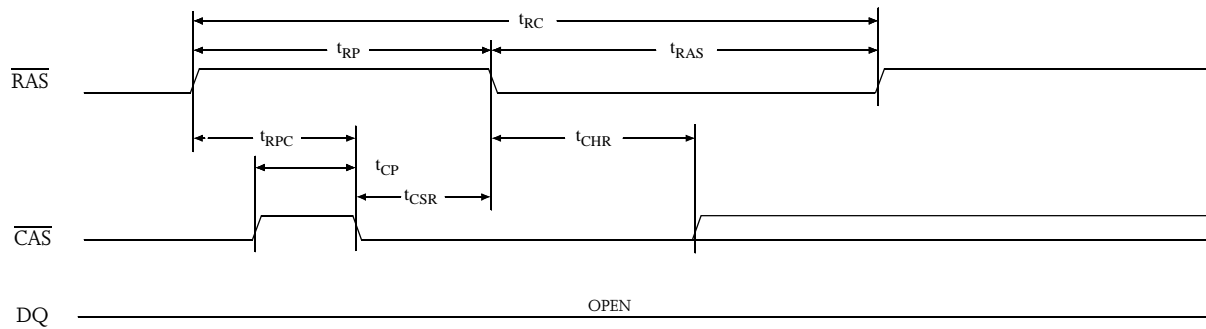 tRC
tRP
tRAS
RAS
tRPC
tCHR
tCP
tCSR
CAS
OPEN
DQ